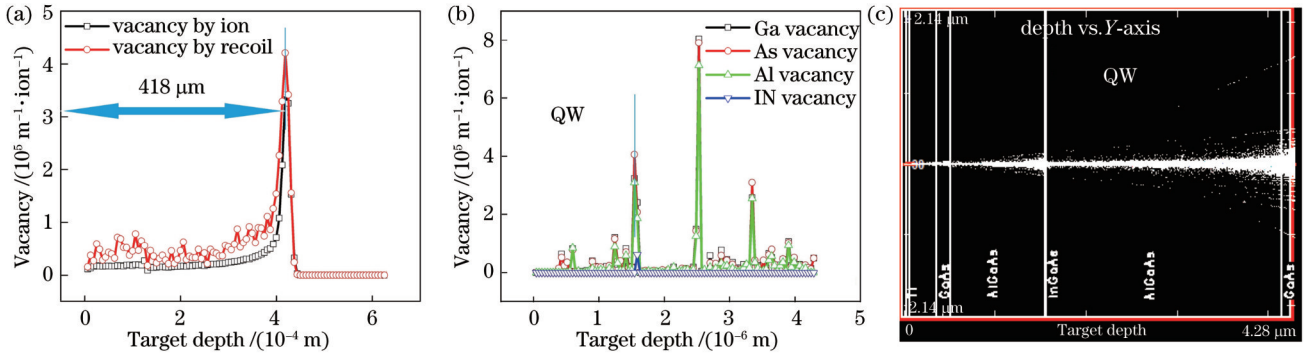 (a)
vacancy by ion
vacancy by recoil
418 μm
Vacancy /(10⁵ m⁻¹·ion⁻¹)
5
4
3
2
1
0
0
2
4
6
Target depth /(10⁻⁴ m)
(b)
Ga vacancy
As vacancy
Al vacancy
IN vacancy
QW
Vacancy /(10⁵ m⁻¹·ion⁻¹)
8
6
4
2
0
0
1
2
3
4
5
Target depth /(10⁻⁶ m)
(c)
2.14 μm
depth vs.Y-axis
QW
GaAs
AlGaAs
InGaAs
AlGaAs
GaAs
2.14 μm
0
Target depth
4.28 μm